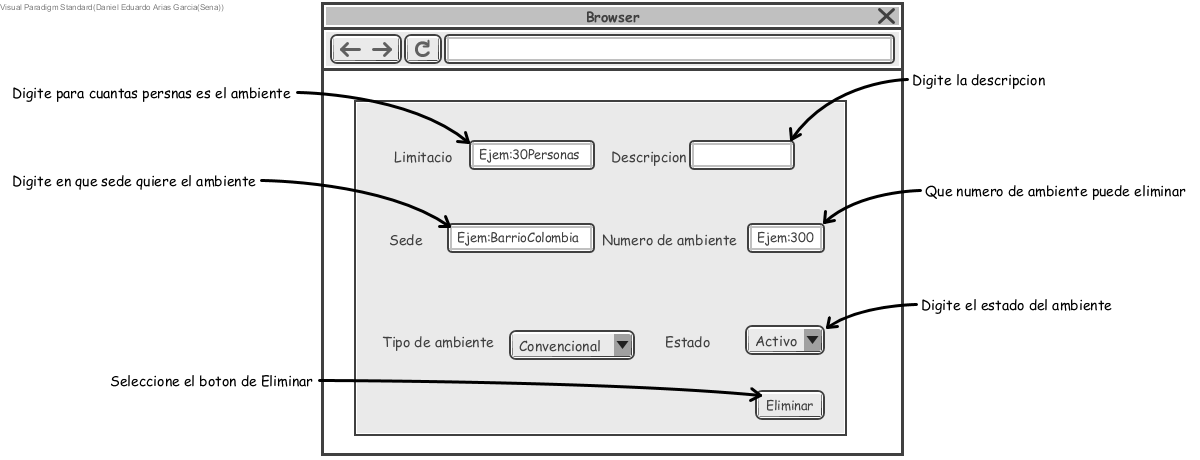 Visual Paradigm Standard(Daniel Eduardo Arias Garcia(Sena))
Browser
Digite para cuantas persnas es el ambiente
Digite la descripcion
Limitacio
Ejem:30Personas
Descripcion
Digite en que sede quiere el ambiente
Que numero de ambiente puede eliminar
Sede
Ejem:BarrioColombia
Numero de ambiente
Ejem:300
Digite el estado del ambiente
Tipo de ambiente
Convencional
Estado
Activo
Seleccione el boton de Eliminar
Eliminar